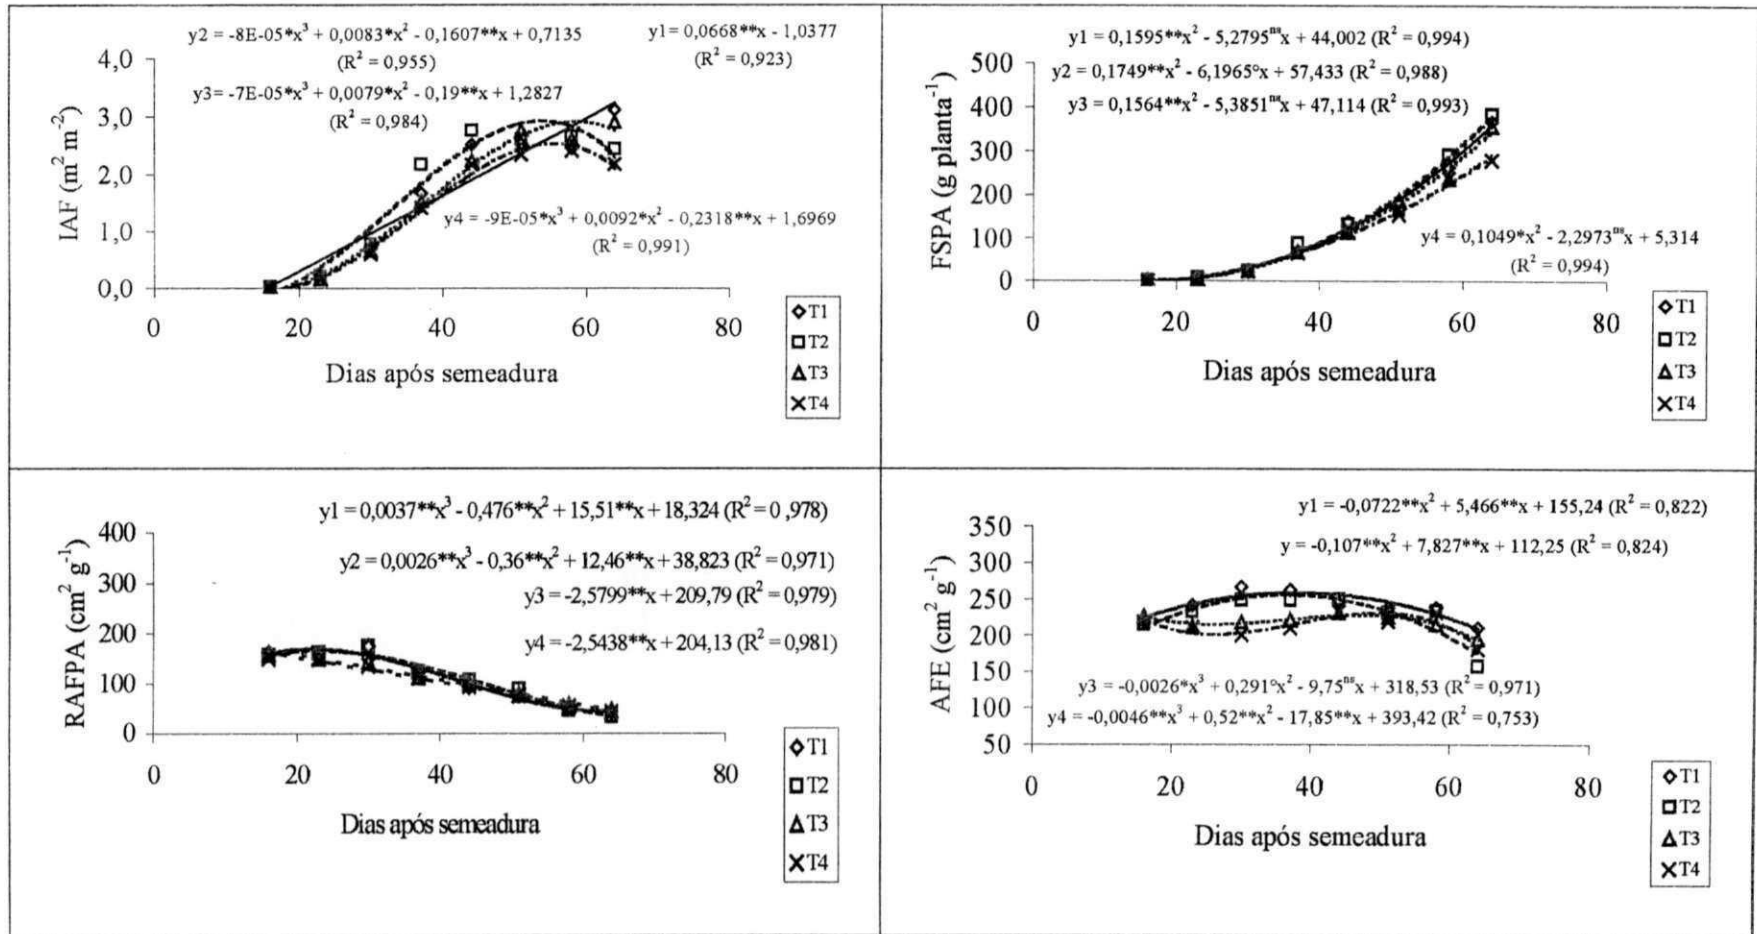 y2 = -8E-05*x³ + 0,0083*x² - 0,1607**x + 0,7135
(R² = 0,955)
y1= 0,0668**x - 1,0377
(R² = 0,923)
y3= -7E-05*x³ + 0,0079*x² - 0,19**x + 1,2827
(R² = 0,984)
y4 = -9E-05*x³ + 0,0092*x² - 0,2318**x + 1,6969
(R² = 0,991)
IAF (m² m⁻²)
4,0
3,0
2,0
1,0
0,0
0 20 40 60 80
Dias após semeadura
T1
T2
T3
T4
y1 = 0,1595**x² - 5,2795ⁿˢx + 44,002 (R² = 0,994)
y2 = 0,1749**x² - 6,1965°x + 57,433 (R² = 0,988)
y3 = 0,1564**x² - 5,3851ⁿˢx + 47,114 (R² = 0,993)
y4 = 0,1049*x² - 2,2973ⁿˢx + 5,314
(R² = 0,994)
FSPA (g planta⁻¹)
500
400
300
200
100
0
0 20 40 60 80
Dias após semeadura
T1
T2
T3
T4
y1 = 0,0037**x³ - 0,476**x² + 15,51**x + 18,324 (R² = 0 ,978)
y2 = 0,0026**x³ - 0,36**x² + 12,46**x + 38,823 (R² = 0,971)
y3 = -2,5799**x + 209,79 (R² = 0,979)
y4 = -2,5438**x + 204,13 (R² = 0,981)
RAFPA (cm² g⁻¹)
400
300
200
100
0
0 20 40 60 80
Dias após semeadura
T1
T2
T3
T4
y1 = -0,0722**x² + 5,466**x + 155,24 (R² = 0,822)
y = -0,107**x² + 7,827**x + 112,25 (R² = 0,824)
y3 = -0,0026*x³ + 0,291°x² - 9,75ⁿˢx + 318,53 (R² = 0,971)
y4 = -0,0046**x³ + 0,52**x² - 17,85**x + 393,42 (R² = 0,753)
AFE (cm² g⁻¹)
350
300
250
200
150
100
50
0 20 40 60 80
Dias após semeadura
T1
T2
T3
T4